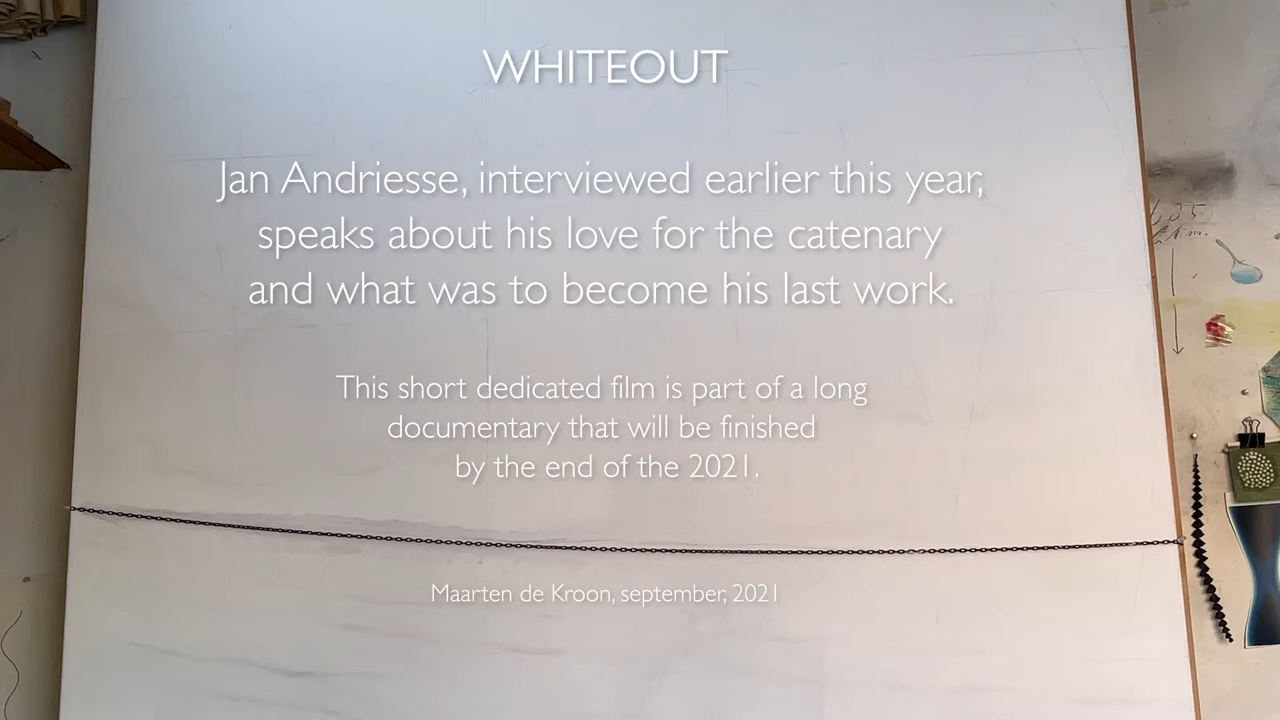 WHITEOUT
Jan Andriesse, interviewed earlier this year,
speaks about his love for the catenary
and what was to become his last work.
This short dedicated film is part of a long
documentary that will be finished
by the end of the 2021.
Maarten de Kroon, september, 2021